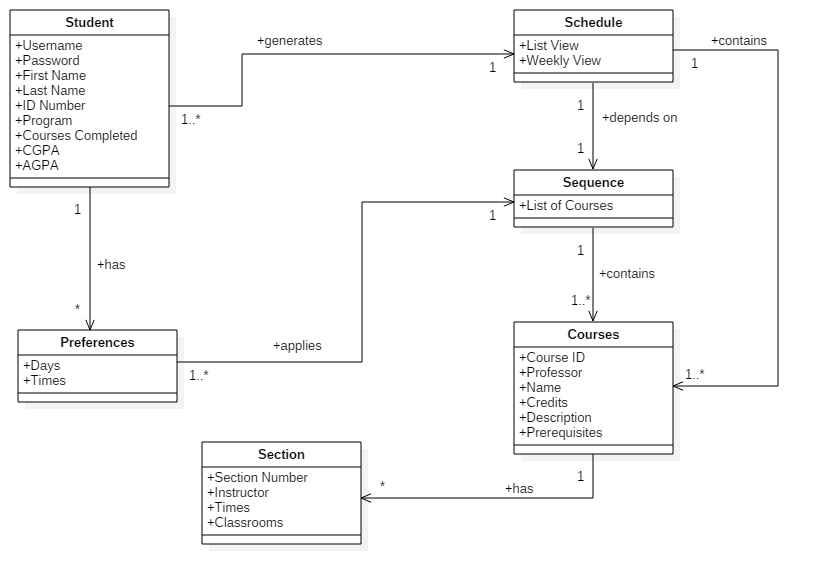 Student
+Username
+Password
+First Name
+Last Name
+ID Number
+Program
+Courses Completed
+CGPA
+AGPA
+generates
1..*
1
Schedule
+List View
+Weekly View
+contains
1
1
+depends on
1
Sequence
+List of Courses
1
1
+has
*
1
+contains
1..*
Preferences
+Days
+Times
+applies
1..*
Courses
+Course ID
+Professor
+Name
+Credits
+Description
+Prerequisites
1..*
Section
+Section Number
+Instructor
+Times
+Classrooms
*
+has
1